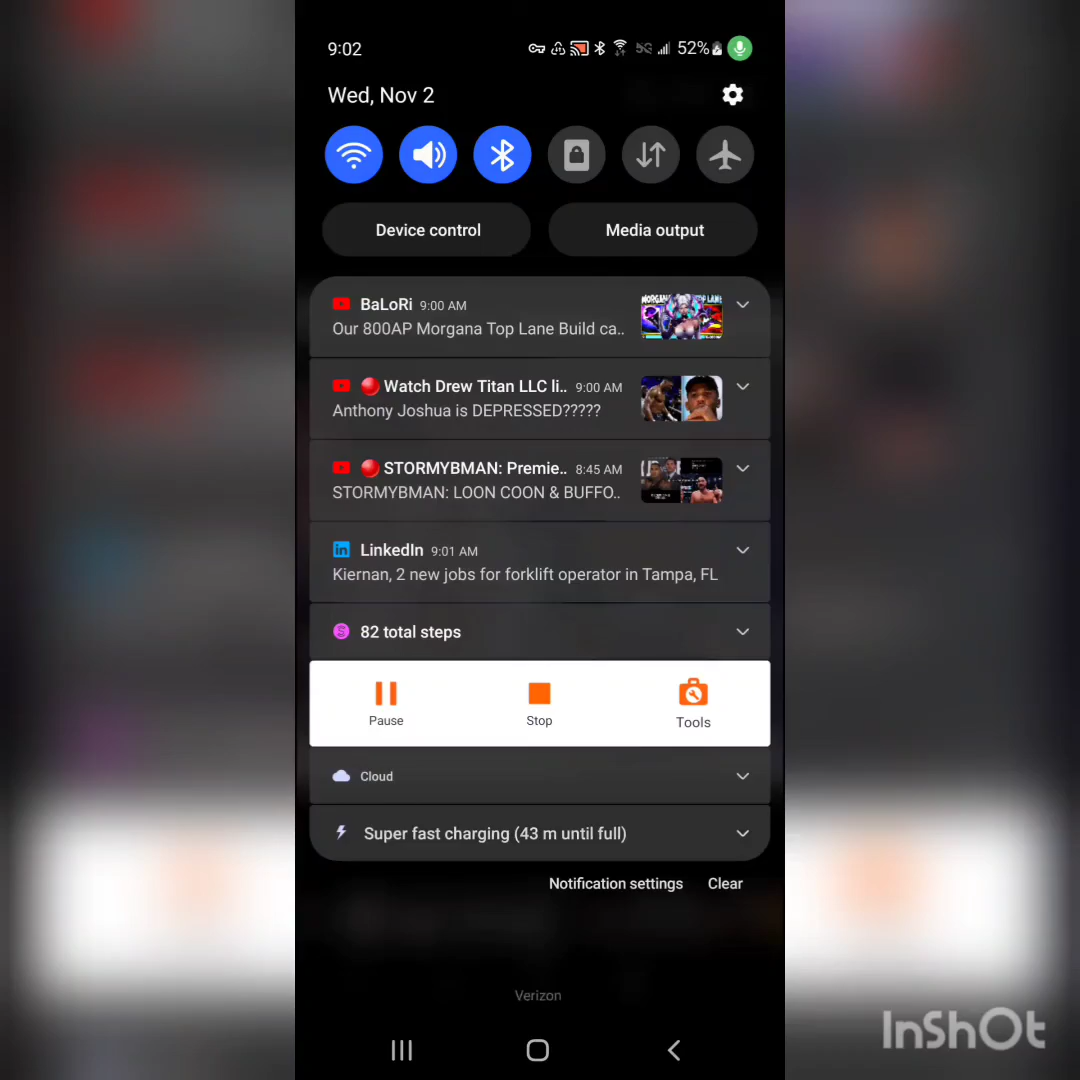 9:02
5G
52%
Wed, Nov 2
Device control
Media output
BaLoRi 9:00 AM
Our 800AP Morgana Top Lane Build ca..
Watch Drew Titan LLC li.. 9:00 AM
Anthony Joshua is DEPRESSED?????
STORMYBMAN: Premie.. 8:45 AM
STORMYBMAN: LOON COON & BUFFO..
LinkedIn 9:01 AM
Kiernan, 2 new jobs for forklift operator in Tampa, FL
82 total steps
Pause
Stop
Tools
Cloud
Super fast charging (43 m until full)
Notification settings
Clear
Verizon
InShOt